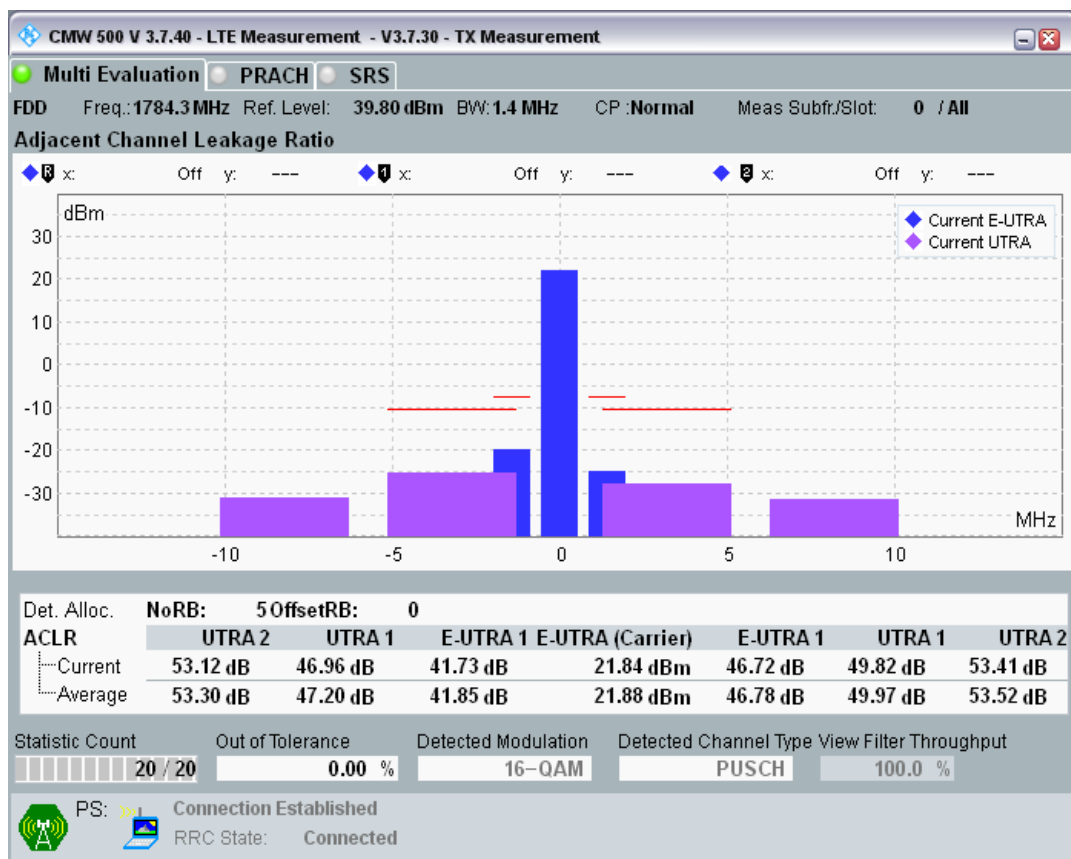 CMW 500 V 3.7.40 - LTE Measurement - V3.7.30 - TX Measurement
Multi Evaluation PRACH SRS
FDD Freq.: 1784.3 MHz Ref. Level: 39.80 dBm BW: 1.4 MHz CP :Normal Meas Subfr./Slot: 0 / All
Adjacent Channel Leakage Ratio
R x: Off y: --- 1 x: Off y: --- 2 x: Off y: ---
dBm
Current E-UTRA
Current UTRA
30
20
10
0
-10
-20
-30
MHz
-10 -5 0 5 10
Det. Alloc. NoRB: 5 OffsetRB: 0
ACLR UTRA 2 UTRA 1 E-UTRA 1 E-UTRA (Carrier) E-UTRA 1 UTRA 1 UTRA 2
Current 53.12 dB 46.96 dB 41.73 dB 21.84 dBm 46.72 dB 49.82 dB 53.41 dB
Average 53.30 dB 47.20 dB 41.85 dB 21.88 dBm 46.78 dB 49.97 dB 53.52 dB
Statistic Count Out of Tolerance Detected Modulation Detected Channel Type View Filter Throughput
20 / 20 0.00 % 16-QAM PUSCH 100.0 %
PS: Connection Established
RRC State: Connected